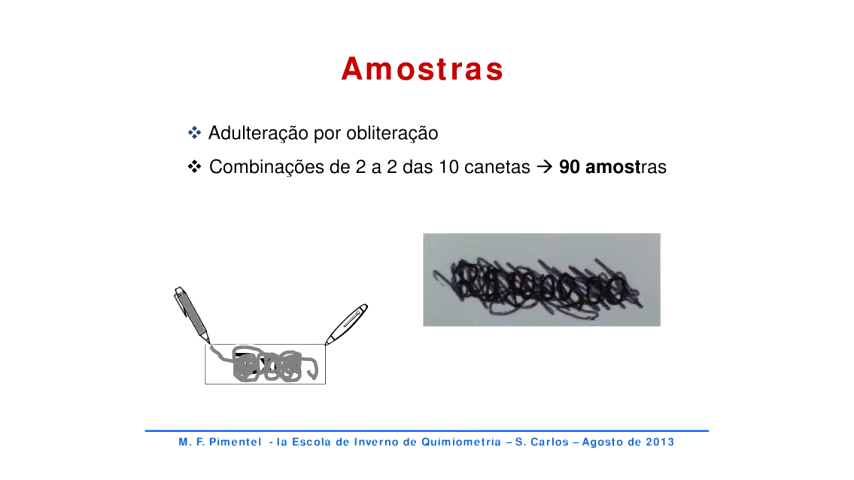 Amostras
❖ Adulteração por obliteração
❖ Combinações de 2 a 2 das 10 canetas → 90 amostras
M. F. Pimentel - Ia Escola de Inverno de Quimiometria – S. Carlos – Agosto de 2013